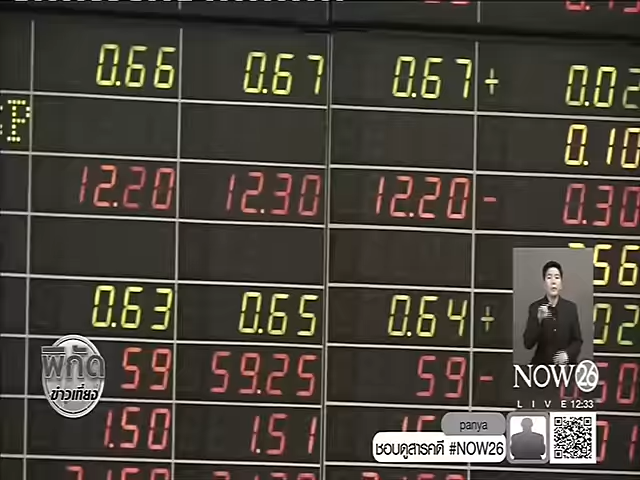 0.66 0.67 0.67 + 0.02
P
0.10
12.20 12.30 12.20 - 0.30
56
0.63 0.65 0.64 +
59 59.25 59 -
1.50 1.51
พิกัด
ข่าวเที่ยง
NOW26
LIVE 12:33
panya
ชอบดูสารคดี #NOW26